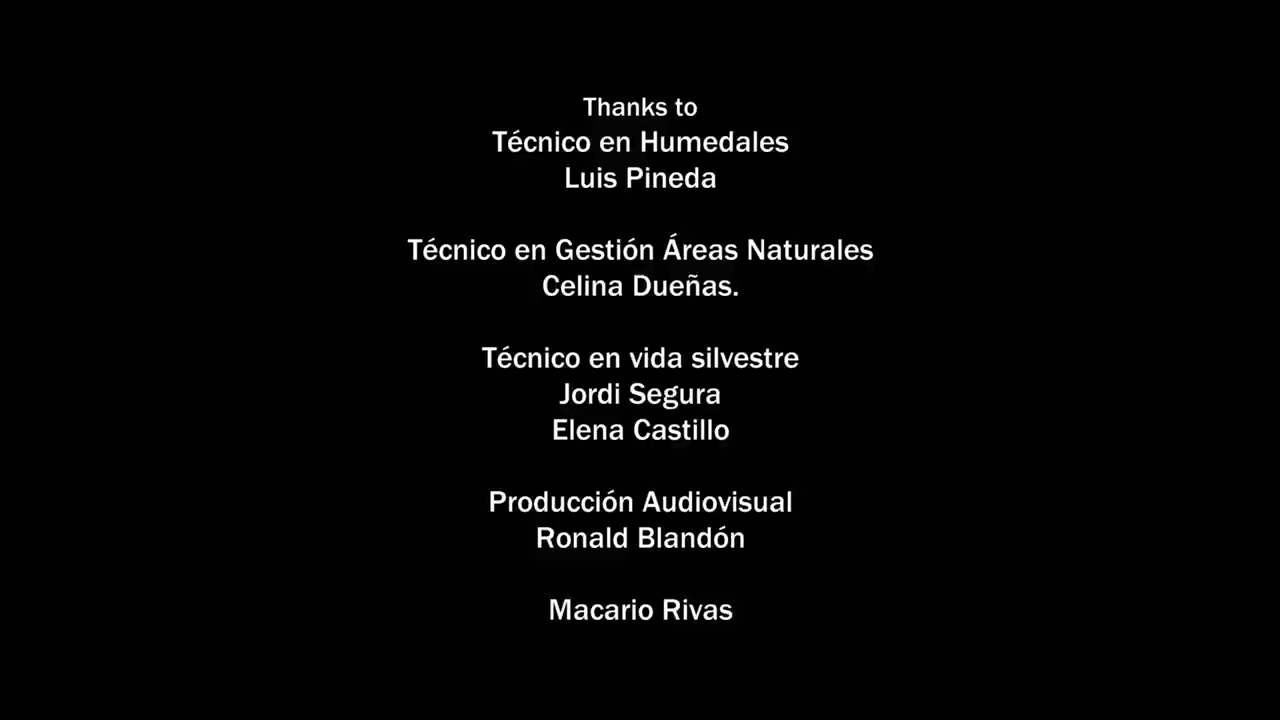 Thanks to
Técnico en Humedales
Luis Pineda
Técnico en Gestión Áreas Naturales
Celina Dueñas.
Técnico en vida silvestre
Jordi Segura
Elena Castillo
Producción Audiovisual
Ronald Blandón
Macario Rivas